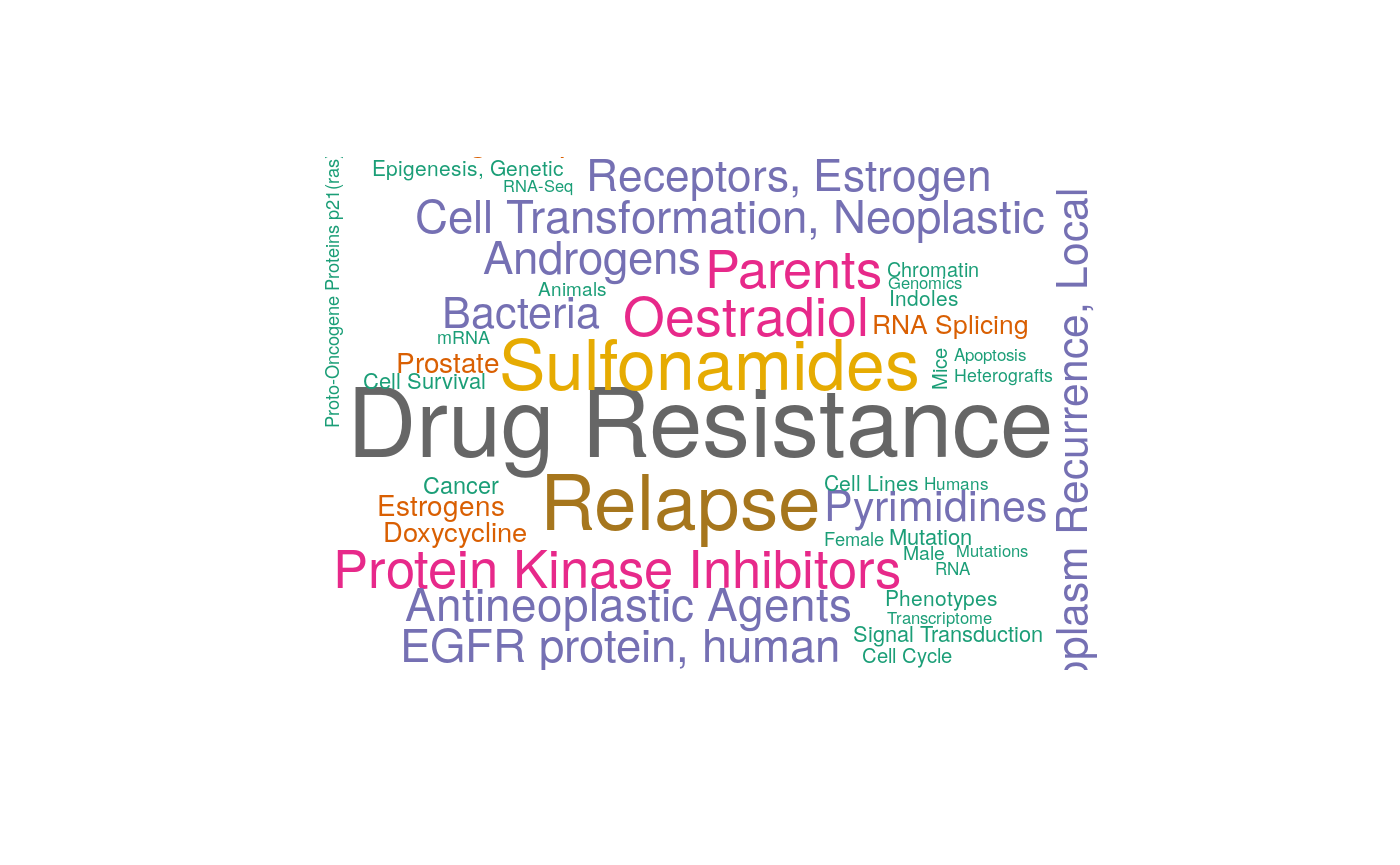 Proto-Oncogene Proteins p21(ras)
Epigenesis, Genetic
RNA-Seq
Receptors, Estrogen
Cell Transformation, Neoplastic
Androgens
Parents
Chromatin
Genomics
Animals
Indoles
Bacteria
Oestradiol
RNA Splicing
mRNA
Prostate
Sulfonamides
Mice
Apoptosis
Cell Survival
Heterografts
Drug Resistance
oplasm Recurrence, Local
Cancer
Relapse
Cell Lines
Humans
Estrogens
Pyrimidines
Doxycycline
Female
Mutation
Male
Mutations
Protein Kinase Inhibitors
RNA
Antineoplastic Agents
Phenotypes
Transcriptome
EGFR protein, human
Signal Transduction
Cell Cycle